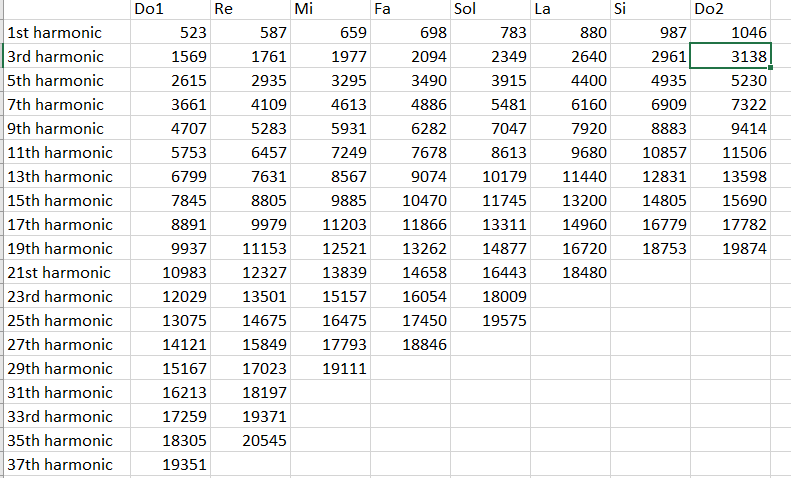 Do1 Re Mi Fa Sol La Si Do2
1st harmonic 523 587 659 698 783 880 987 1046
3rd harmonic 1569 1761 1977 2094 2349 2640 2961 3138
5th harmonic 2615 2935 3295 3490 3915 4400 4935 5230
7th harmonic 3661 4109 4613 4886 5481 6160 6909 7322
9th harmonic 4707 5283 5931 6282 7047 7920 8883 9414
11th harmonic 5753 6457 7249 7678 8613 9680 10857 11506
13th harmonic 6799 7631 8567 9074 10179 11440 12831 13598
15th harmonic 7845 8805 9885 10470 11745 13200 14805 15690
17th harmonic 8891 9979 11203 11866 13311 14960 16779 17782
19th harmonic 9937 11153 12521 13262 14877 16720 18753 19874
21st harmonic 10983 12327 13839 14658 16443 18480
23rd harmonic 12029 13501 15157 16054 18009
25th harmonic 13075 14675 16475 17450 19575
27th harmonic 14121 15849 17793 18846
29th harmonic 15167 17023 19111
31th harmonic 16213 18197
33rd harmonic 17259 19371
35th harmonic 18305 20545
37th harmonic 19351